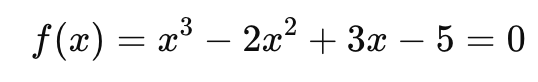 f(x) = x³ − 2x² + 3x − 5 = 0